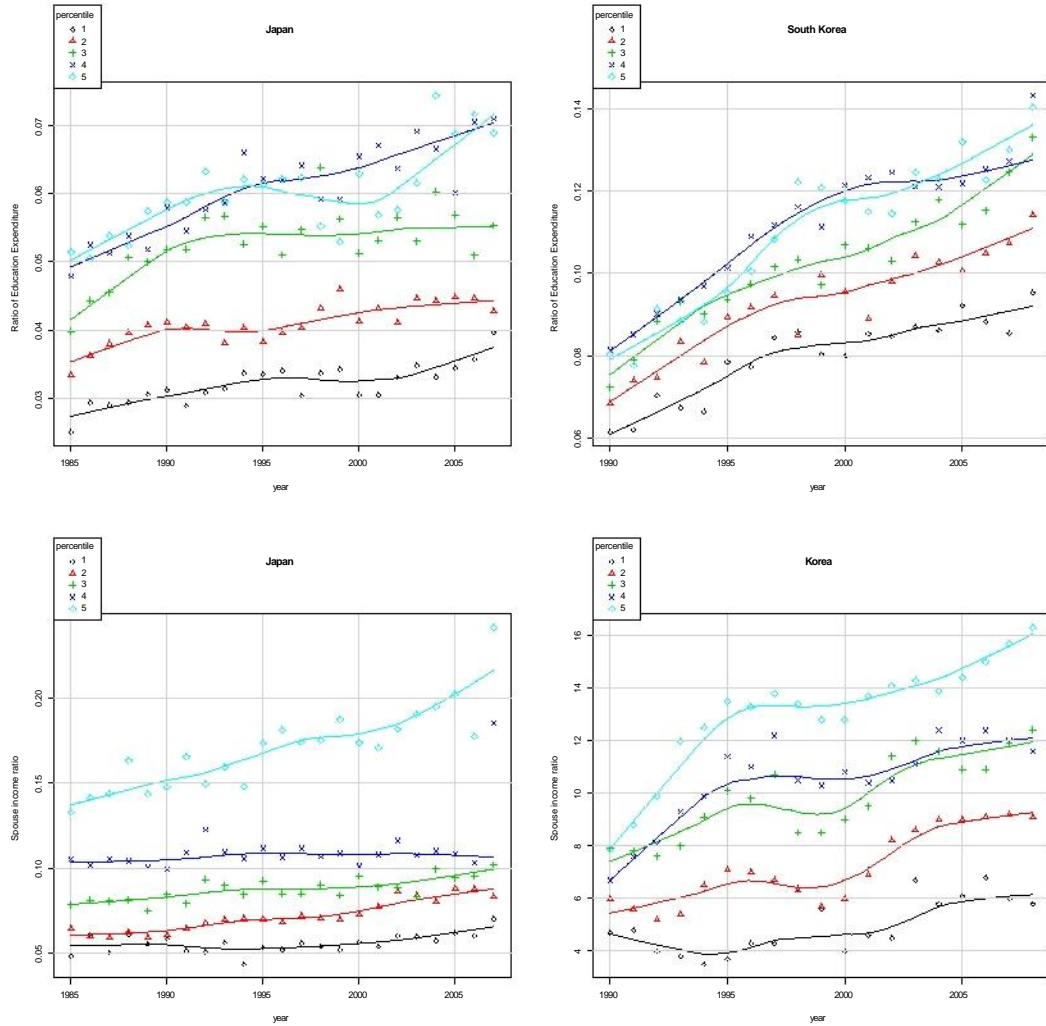 percentile
1
2
3
4
5
Japan
Ratio of Education Expenditure
0.07
0.06
0.05
0.04
0.03
1985 1990 1995 2000 2005
year
percentile
1
2
3
4
5
South Korea
Ratio of Education Expenditure
0.14
0.12
0.10
0.08
0.06
1990 1995 2000 2005
year
percentile
1
2
3
4
5
Japan
Spouse income ratio
0.20
0.15
0.10
0.05
1985 1990 1995 2000 2005
year
percentile
1
2
3
4
5
Korea
Spouse income ratio
16
14
12
10
8
6
4
1990 1995 2000 2005
year